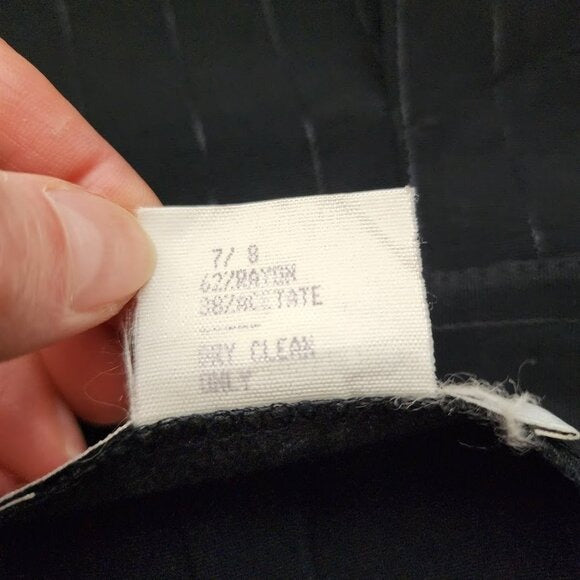 7/ 8
62%RAYON
38%ACETATE
-----
DRY CLEAN
ONLY